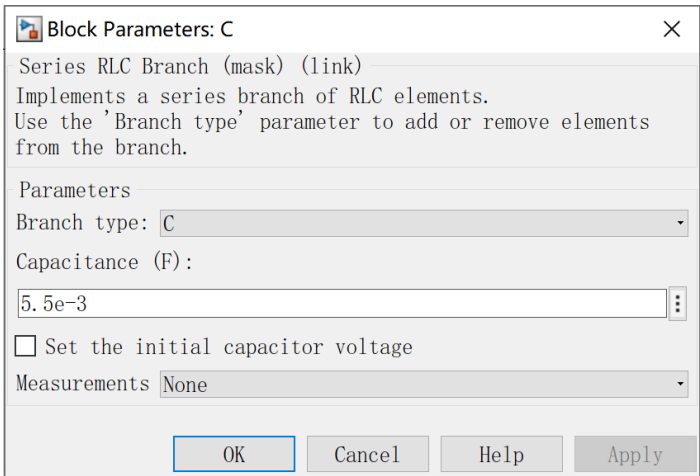 Block Parameters: C
Series RLC Branch (mask) (link)
Implements a series branch of RLC elements.
Use the 'Branch type' parameter to add or remove elements
from the branch.
Parameters
Branch type: C
Capacitance (F):
5.5e-3
Set the initial capacitor voltage
Measurements None
OK Cancel Help Apply